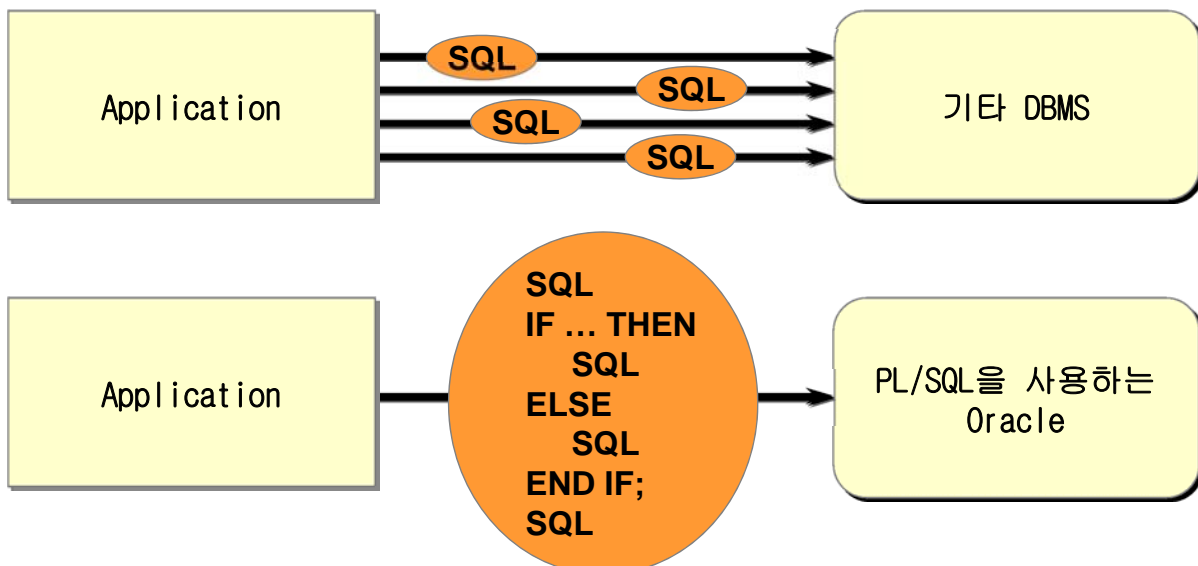 Application
SQL
SQL
SQL
SQL
기타 DBMS
Application
SQL
IF … THEN
SQL
ELSE
SQL
END IF;
SQL
PL/SQL을 사용하는
Oracle